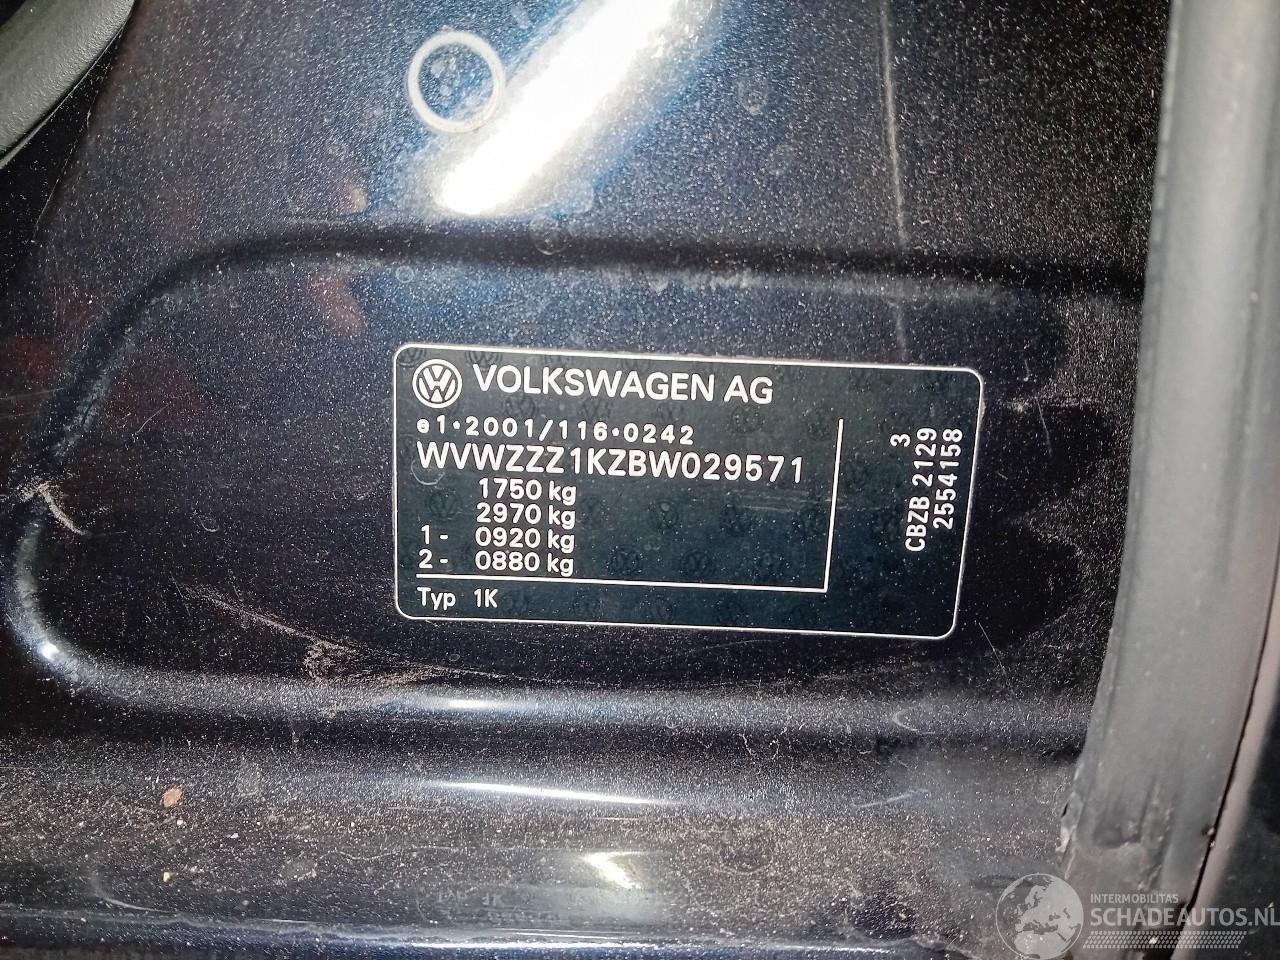 VOLKSWAGEN AG
e1*2001/116*0242
WVWZZZ1KZBW029571
1750 kg
2970 kg
1- 0920 kg
2- 0880 kg
Typ 1K
3
CBZB 2129
2554158
INTERMOBILITAS
SCHADEAUTOS.NL